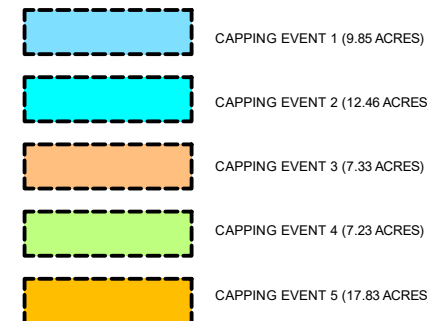 CAPPING EVENT 1 (9.85 ACRES)
CAPPING EVENT 2 (12.46 ACRES
CAPPING EVENT 3 (7.33 ACRES)
CAPPING EVENT 4 (7.23 ACRES)
CAPPING EVENT 5 (17.83 ACRES